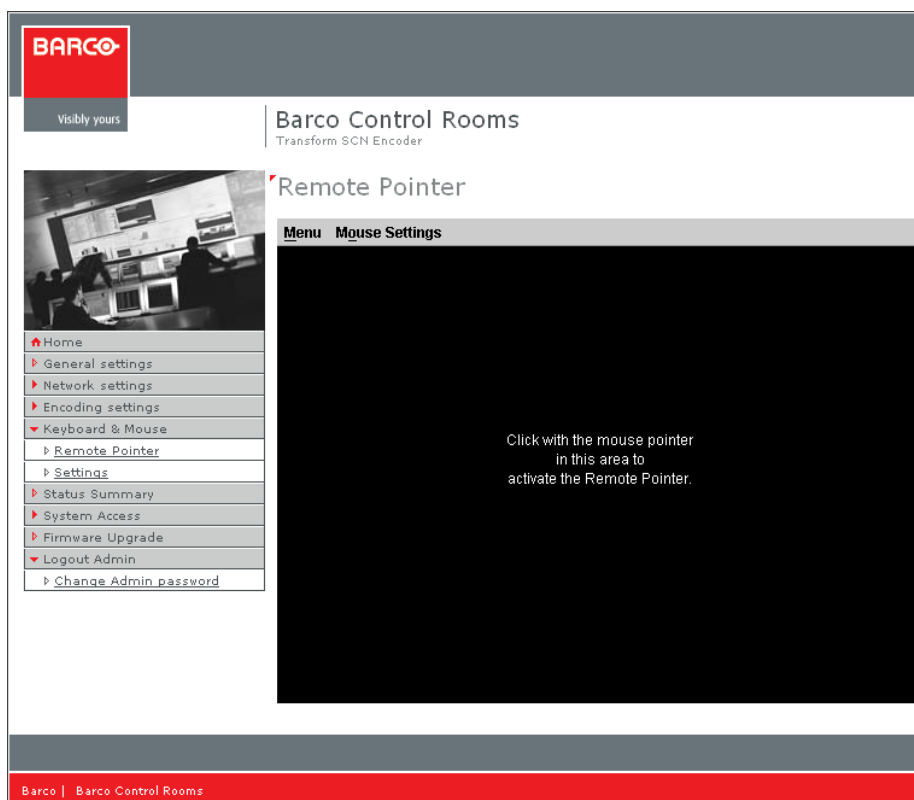 BARCO
Visibly yours
Barco Control Rooms
Transform SCN Encoder
Remote Pointer
Menu Mouse Settings
Home
General settings
Network settings
Encoding settings
Keyboard & Mouse
Remote Pointer
Settings
Status Summary
System Access
Firmware Upgrade
Logout Admin
Change Admin password
Click with the mouse pointer
in this area to
activate the Remote Pointer.
Barco | Barco Control Rooms